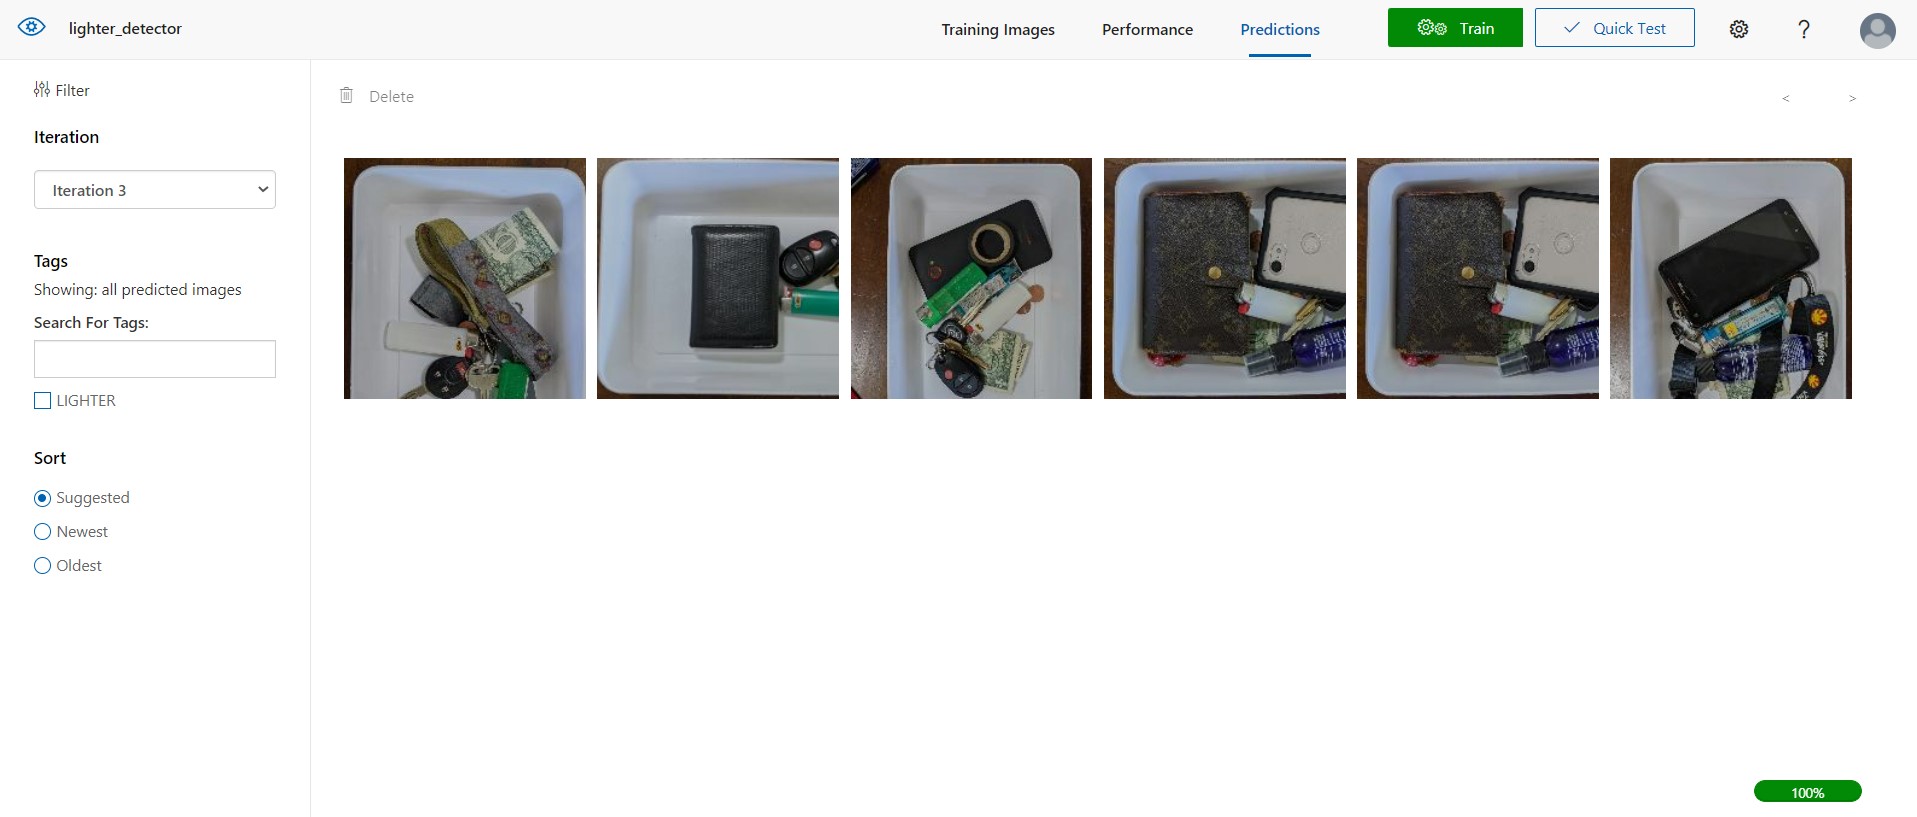 lighter_detector
Training Images
Performance
Predictions
Train
Quick Test
?
Filter
Delete
<
>
Iteration
Iteration 3
Tags
Showing: all predicted images
Search For Tags:
LIGHTER
Sort
Suggested
Newest
Oldest
100%